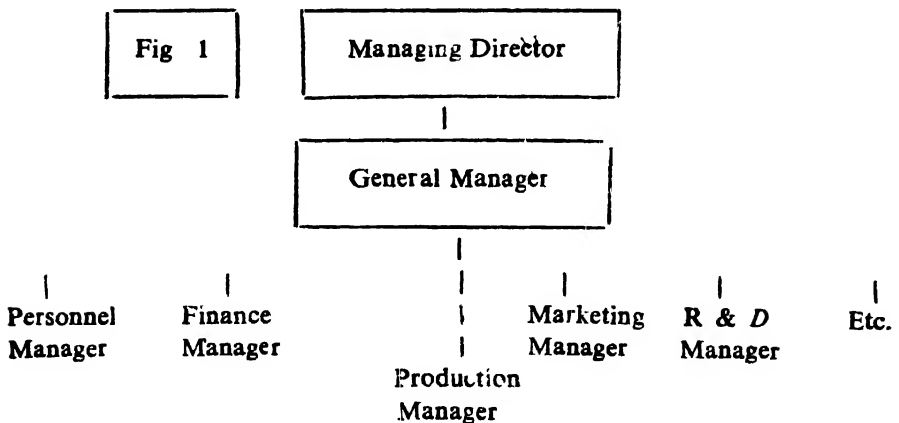 Fig 1
Managing Director
General Manager
Personnel Manager
Finance Manager
Production Manager
Marketing Manager
R & D Manager
Etc.